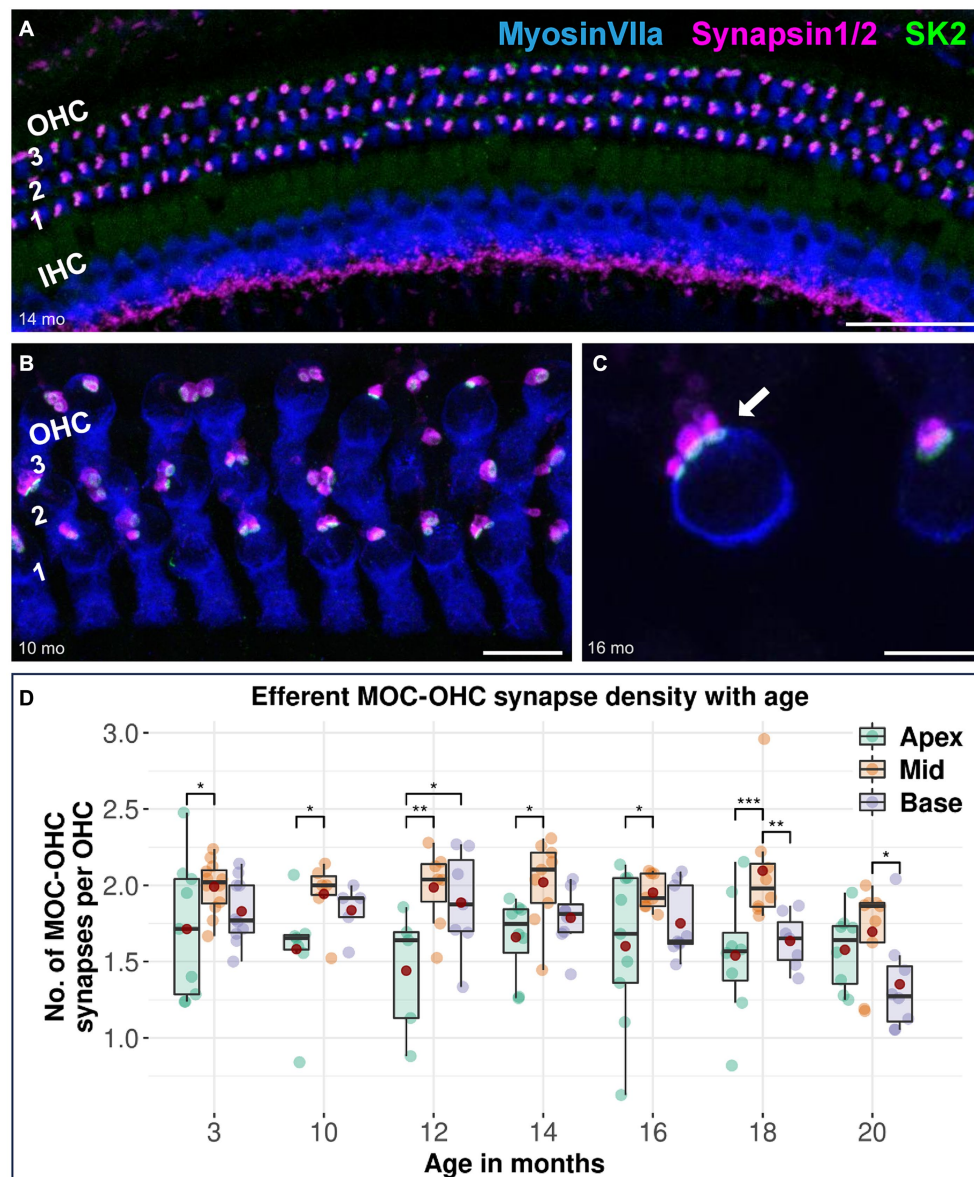 A
MyosinVIIa Synapsin1/2 SK2
OHC
3
2
1
IHC
14 mo
B
OHC
3
2
1
10 mo
C
16 mo
D
Efferent MOC-OHC synapse density with age
No. of MOC-OHC
synapses per OHC
3.0
2.5
2.0
1.5
1.0
Apex
Mid
Base
*
*
**
*
*
*
***
**
*
3 10 12 14 16 18 20
Age in months